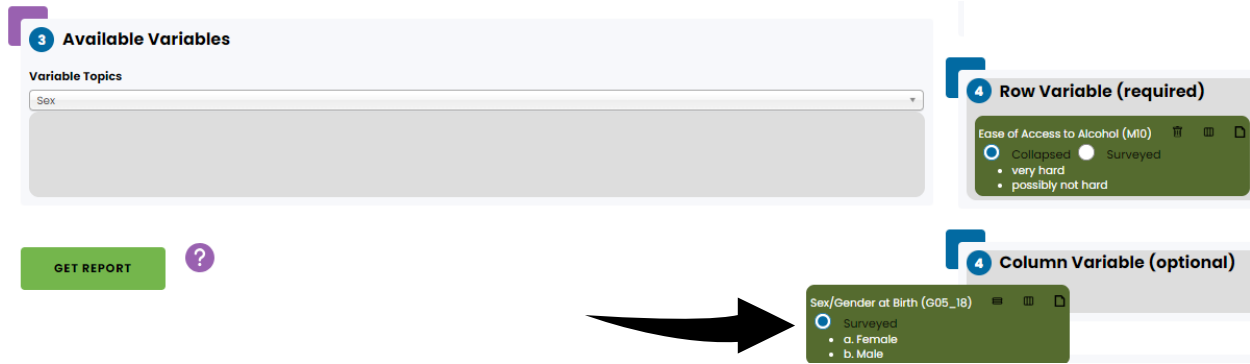 3 Available Variables
Variable Topics
Sex
GET REPORT
?
4 Row Variable (required)
Ease of Access to Alcohol (M10)
Collapsed Surveyed
• very hard
• possibly not hard
4 Column Variable (optional)
Sex/Gender at Birth (G05_18)
Surveyed
• a. Female
• b. Male